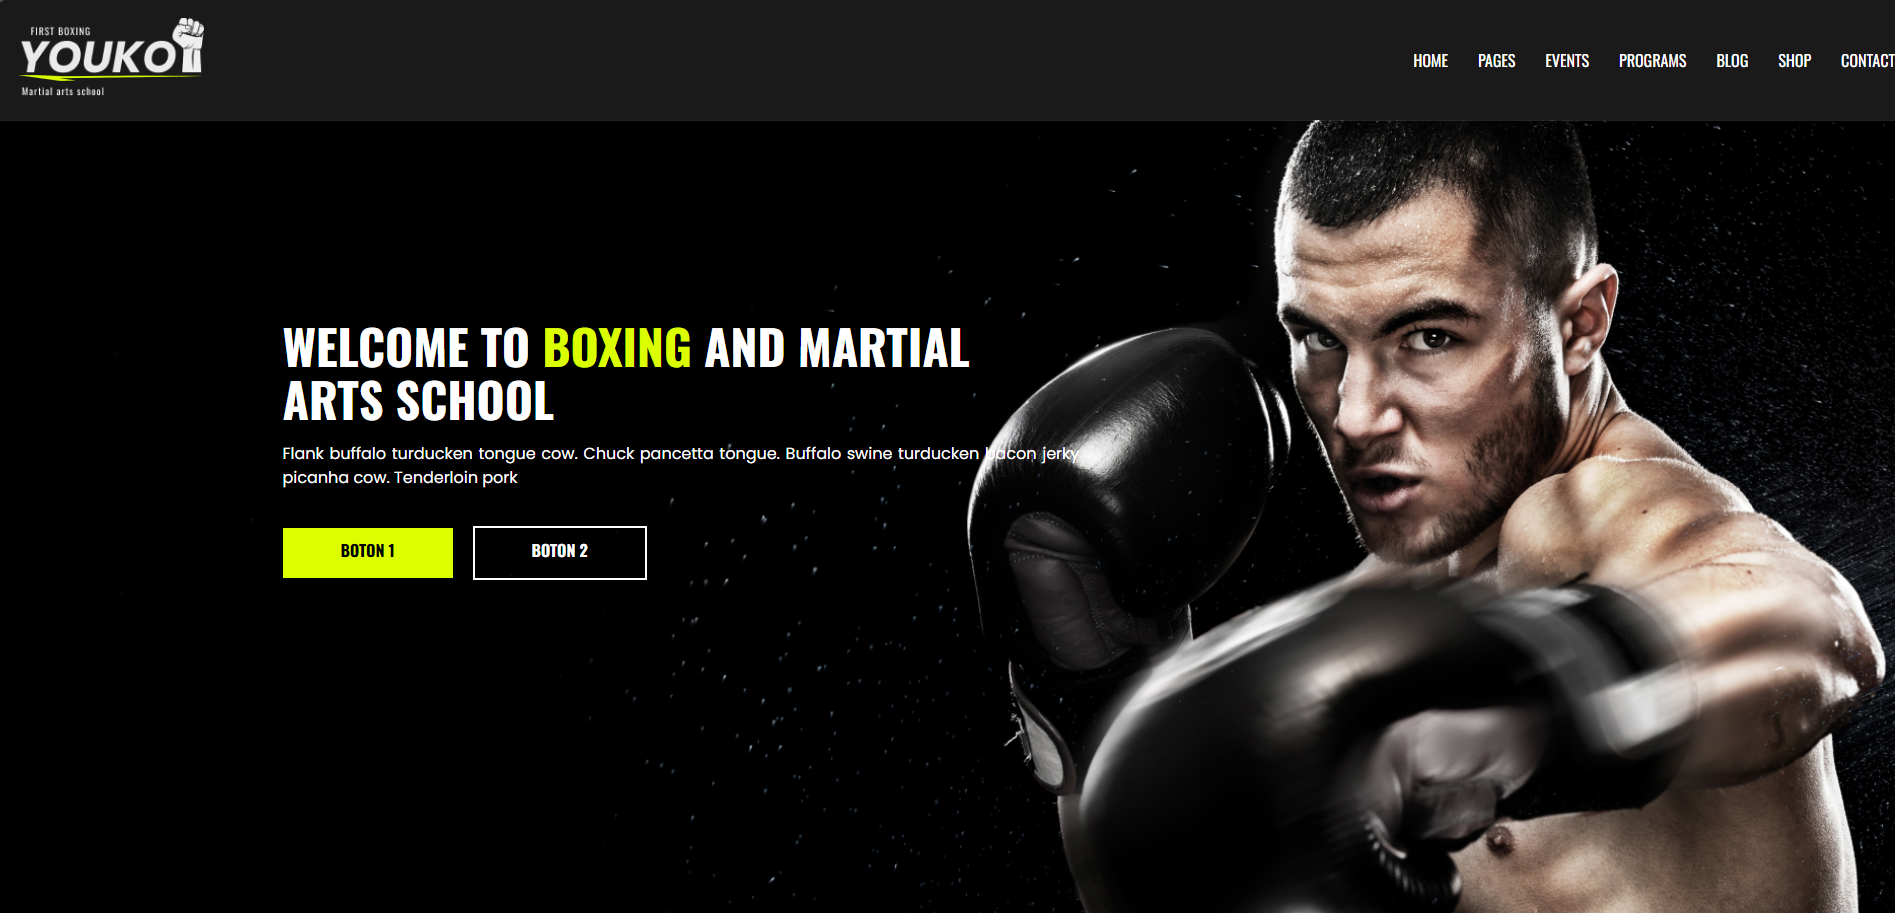 FIRST BOXING
YOUKO
Martial arts school
HOME PAGES EVENTS PROGRAMS BLOG SHOP CONTACT
WELCOME TO BOXING AND MARTIAL
ARTS SCHOOL
Flank buffalo turducken tongue cow. Chuck pancetta tongue. Buffalo swine turducken bacon jerky
picanha cow. Tenderloin pork
BOTON 1 BOTON 2